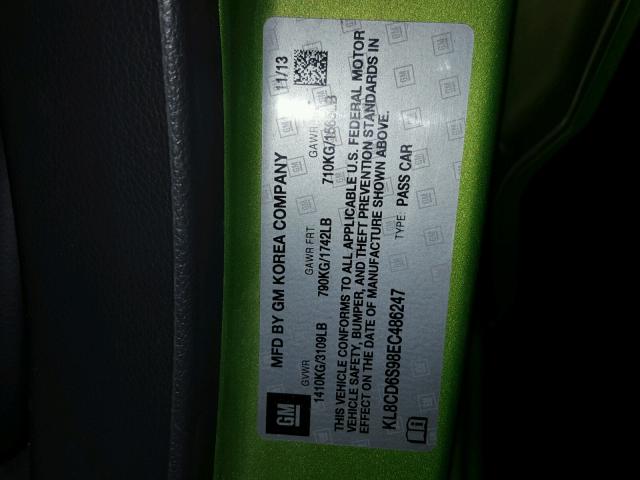 MFD BY GM KOREA COMPANY 11/13
GVWR GAWR FRT GAWR
1410KG/3109LB 790KG/1742LB
THIS VEHICLE CONFORMS TO ALL APPLICABLE U.S. FEDERAL MOTOR
VEHICLE SAFETY, BUMPER, AND THEFT PREVENTION STANDARDS IN
EFFECT ON THE DATE OF MANUFACTURE SHOWN ABOVE.
KL8CD6S98EC486247 TYPE: PASS CAR
GM